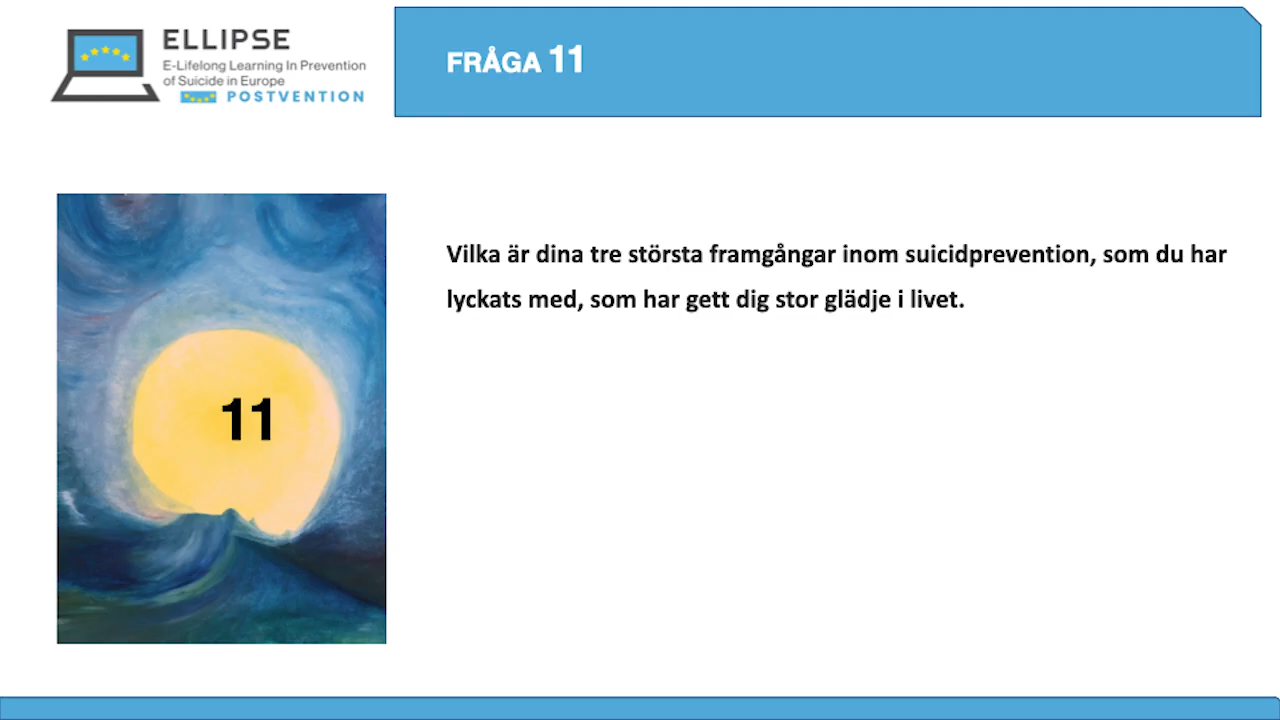 ELLIPSE
E-Lifelong Learning In Prevention
of Suicide in Europe
POSTVENTION
FRÅGA 11
11
Vilka är dina tre största framgångar inom suicidprevention, som du har
lyckats med, som har gett dig stor glädje i livet.